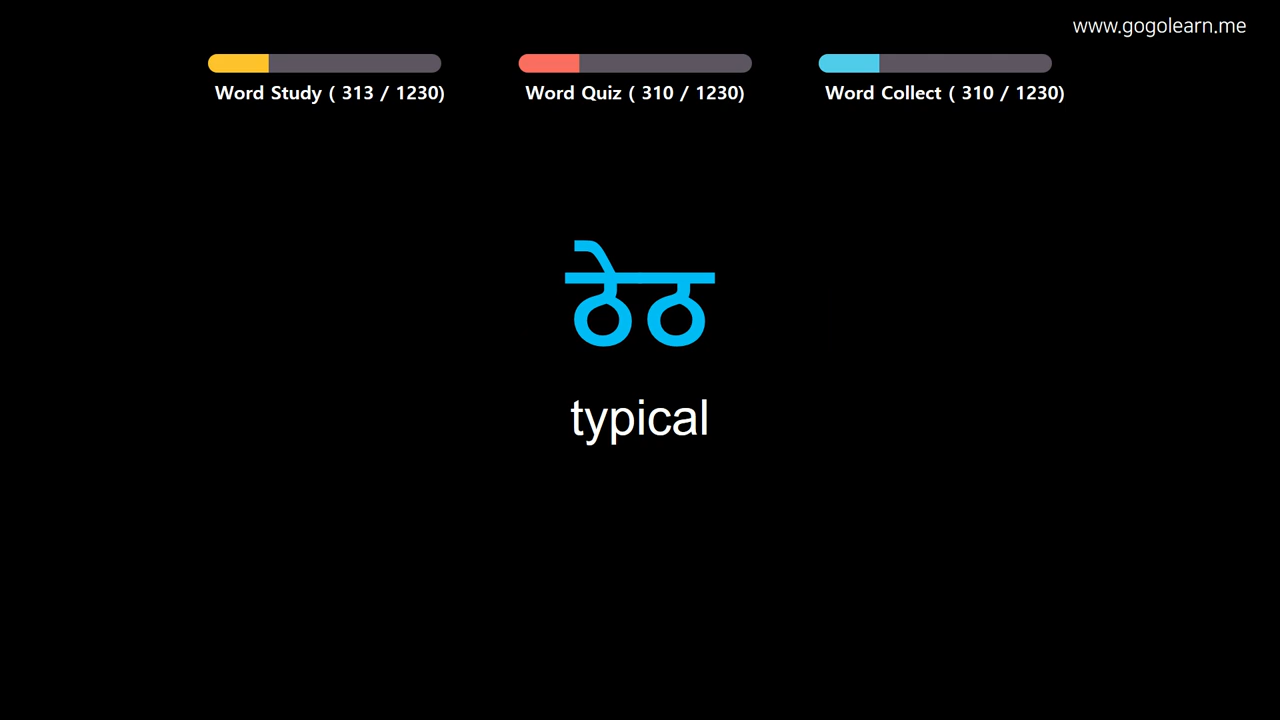 www.gogolearn.me
Word Study ( 313 / 1230)
Word Quiz ( 310 / 1230)
Word Collect ( 310 / 1230)
ठेठ
typical